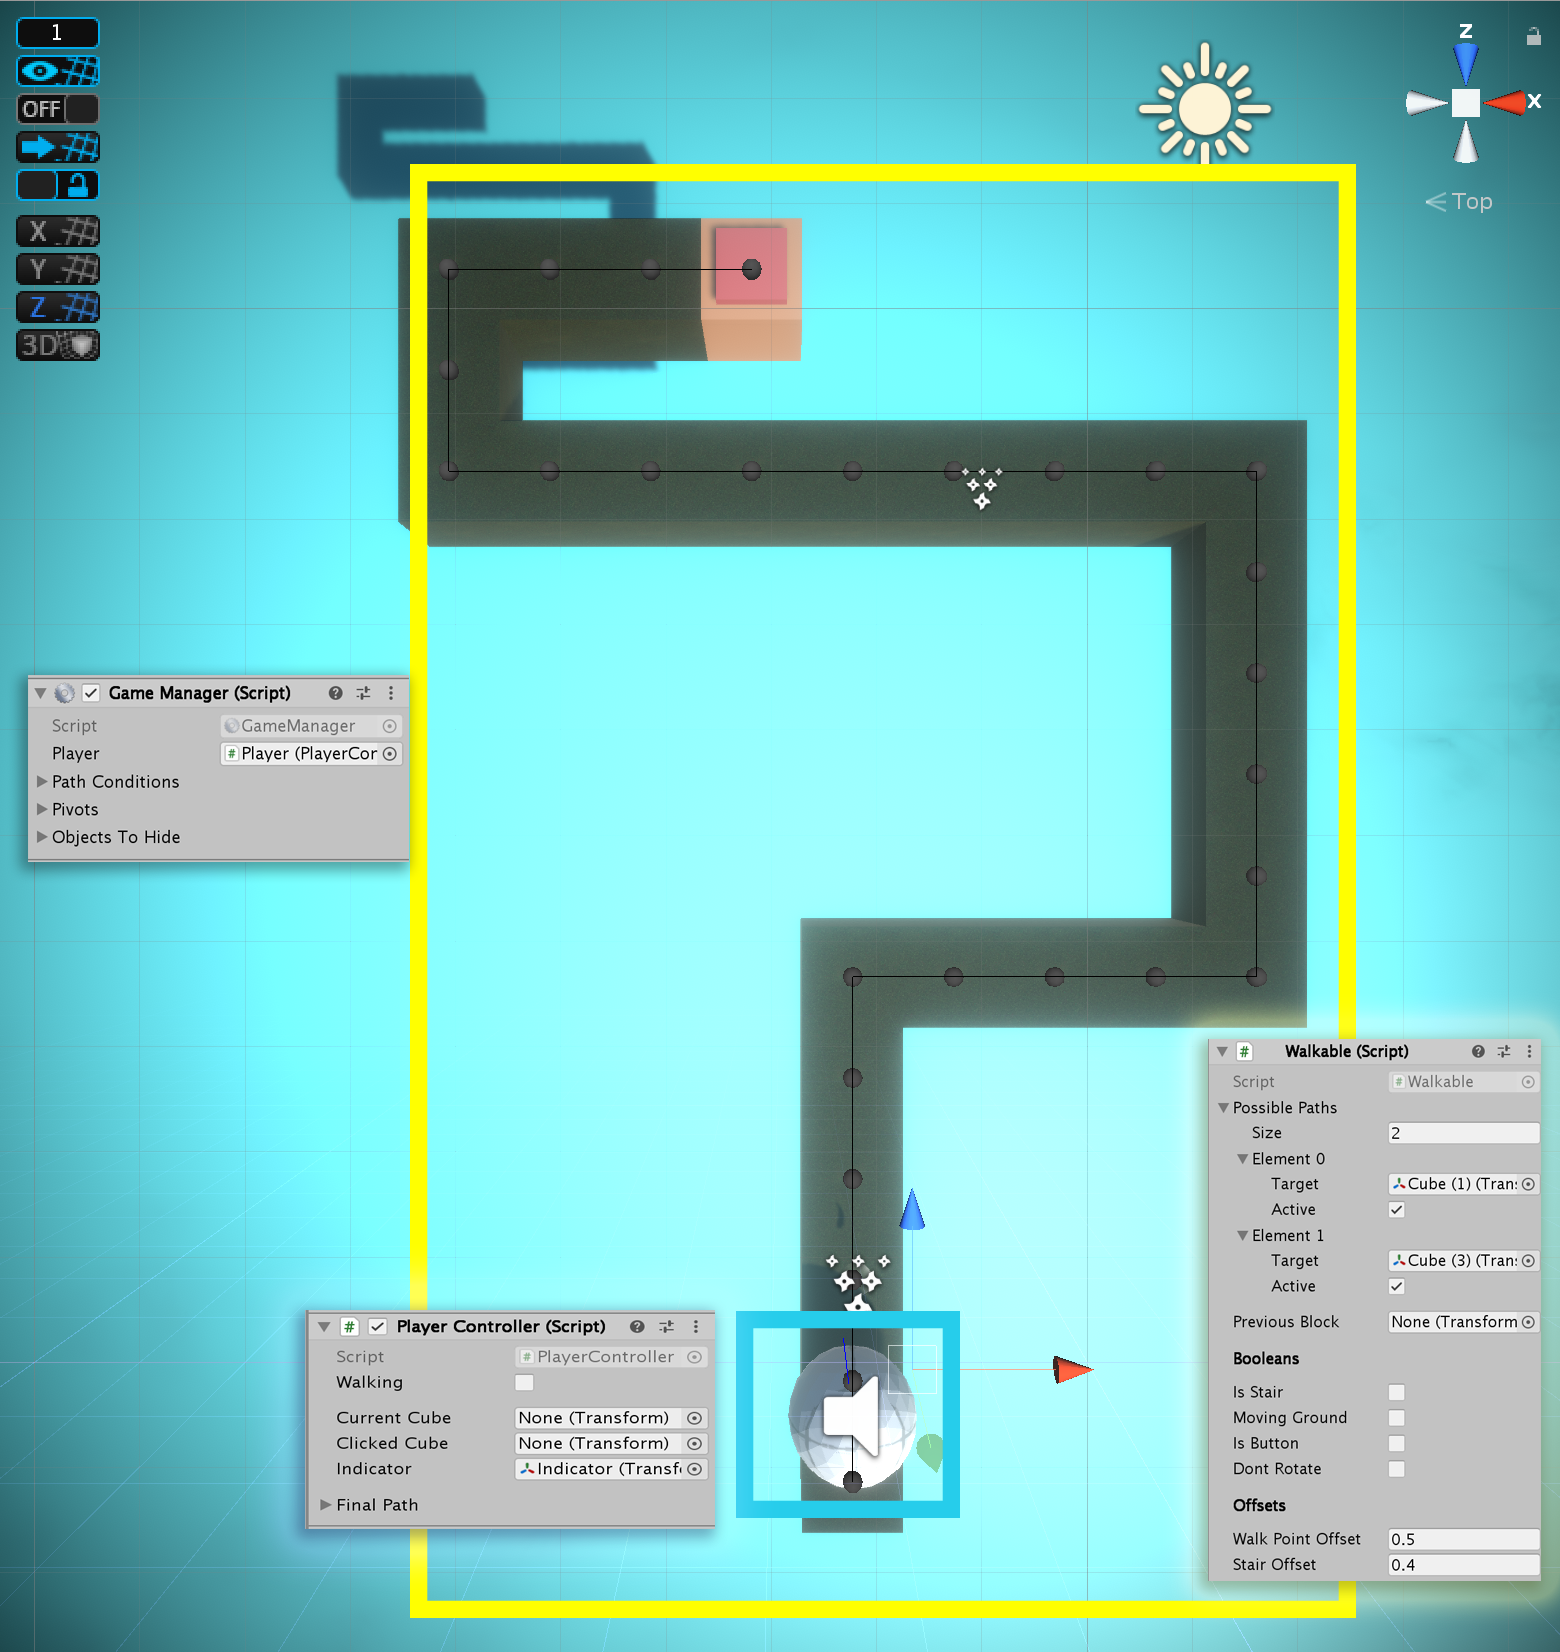 1
OFF
X
Y
Z
3D
Z
X
Top
Game Manager (Script)
Script GameManager
Player # Player (PlayerCor
Path Conditions
Pivots
Objects To Hide
# Player Controller (Script)
Script # PlayerController
Walking
Current Cube None (Transform)
Clicked Cube None (Transform)
Indicator Indicator (Transf
Final Path
# Walkable (Script)
Script # Walkable
Possible Paths
Size 2
Element 0
Target Cube (1) (Trans
Active
Element 1
Target Cube (3) (Trans
Active
Previous Block None (Transform
Booleans
Is Stair
Moving Ground
Is Button
Dont Rotate
Offsets
Walk Point Offset 0.5
Stair Offset 0.4